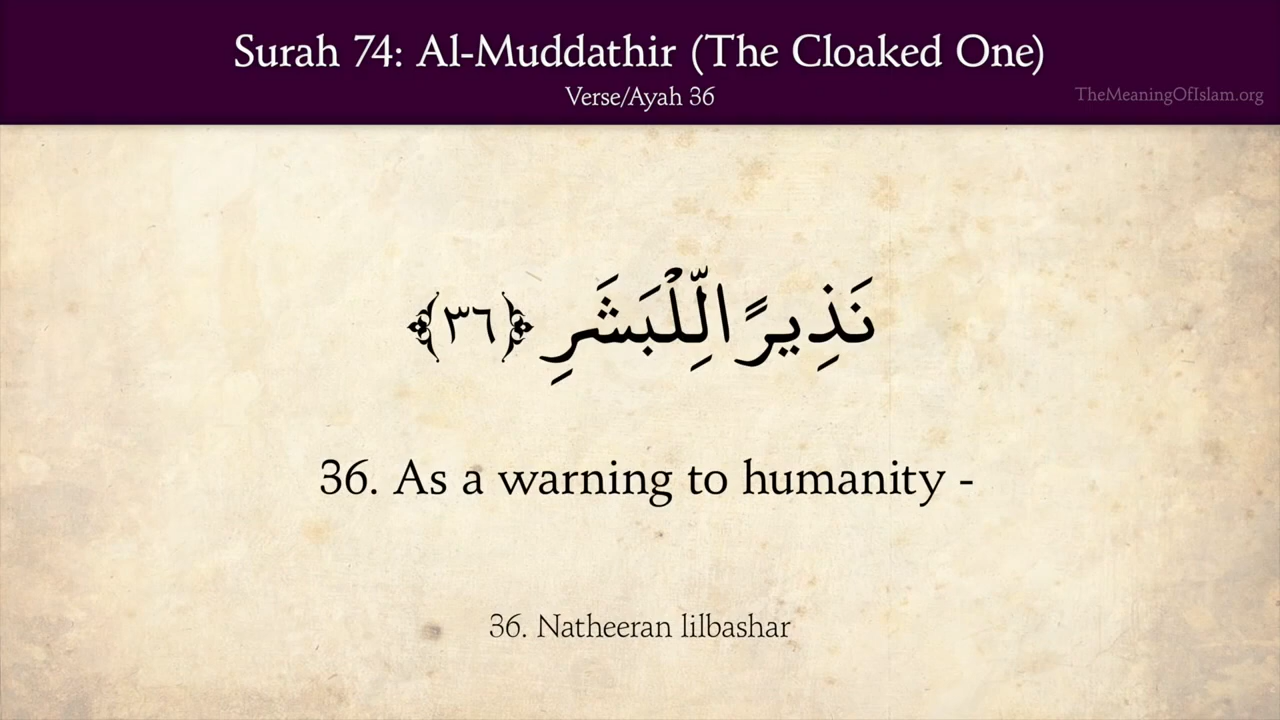 Surah 74: Al-Muddathir (The Cloaked One)
Verse/Ayah 36
TheMeaningOfIslam.org
نَذِيرًا لِّلْبَشَرِ ﴿٣٦﴾
36. As a warning to humanity -
36. Natheeran lilbashar